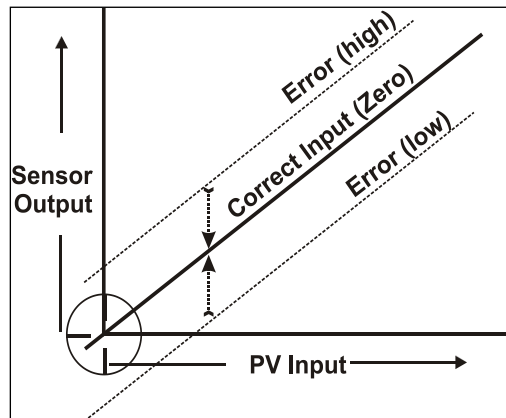 Error (high)
Correct Input (Zero)
Error (low)
Sensor
Output
PV Input